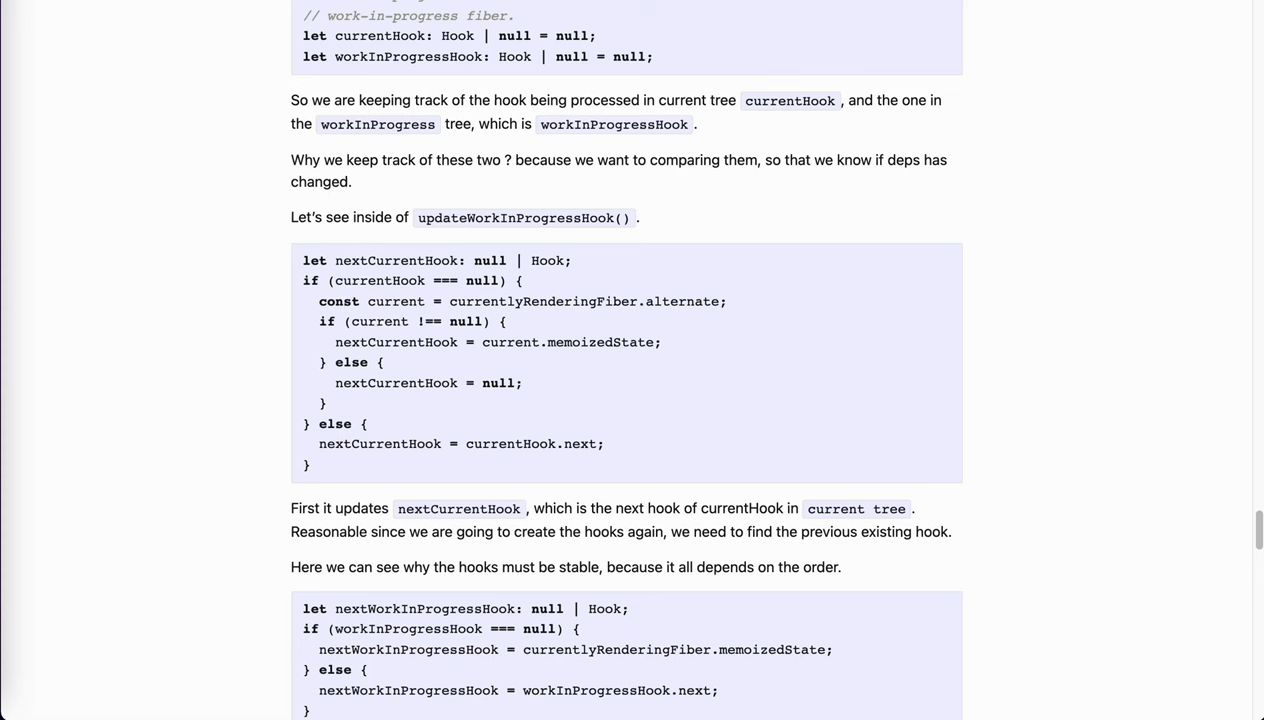 // work-in-progress fiber.
let currentHook: Hook | null = null;
let workInProgressHook: Hook | null = null;
So we are keeping track of the hook being processed in current tree currentHook, and the one in
the workInProgress tree, which is workInProgressHook.
Why we keep track of these two ? because we want to comparing them, so that we know if deps has
changed.
Let’s see inside of updateWorkInProgressHook().
let nextCurrentHook: null | Hook;
if (currentHook === null) {
  const current = currentlyRenderingFiber.alternate;
  if (current !== null) {
    nextCurrentHook = current.memoizedState;
  } else {
    nextCurrentHook = null;
  }
} else {
  nextCurrentHook = currentHook.next;
}
First it updates nextCurrentHook, which is the next hook of currentHook in current tree.
Reasonable since we are going to create the hooks again, we need to find the previous existing hook.
Here we can see why the hooks must be stable, because it all depends on the order.
let nextWorkInProgressHook: null | Hook;
if (workInProgressHook === null) {
  nextWorkInProgressHook = currentlyRenderingFiber.memoizedState;
} else {
  nextWorkInProgressHook = workInProgressHook.next;
}